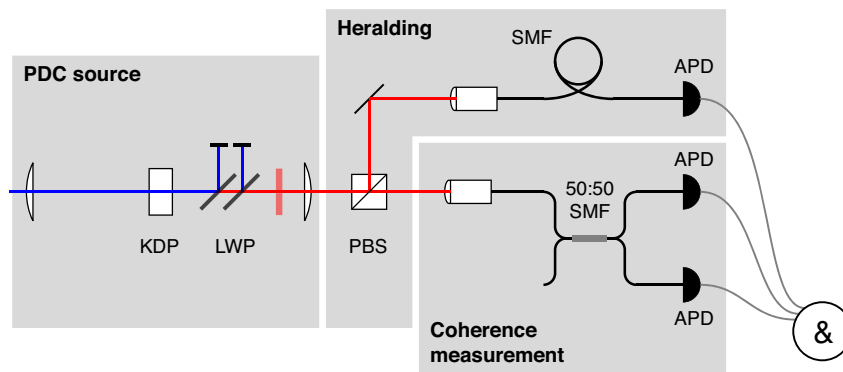 Heralding
SMF
APD
PDC source
KDP
LWP
PBS
50:50
SMF
APD
APD
&
Coherence
measurement